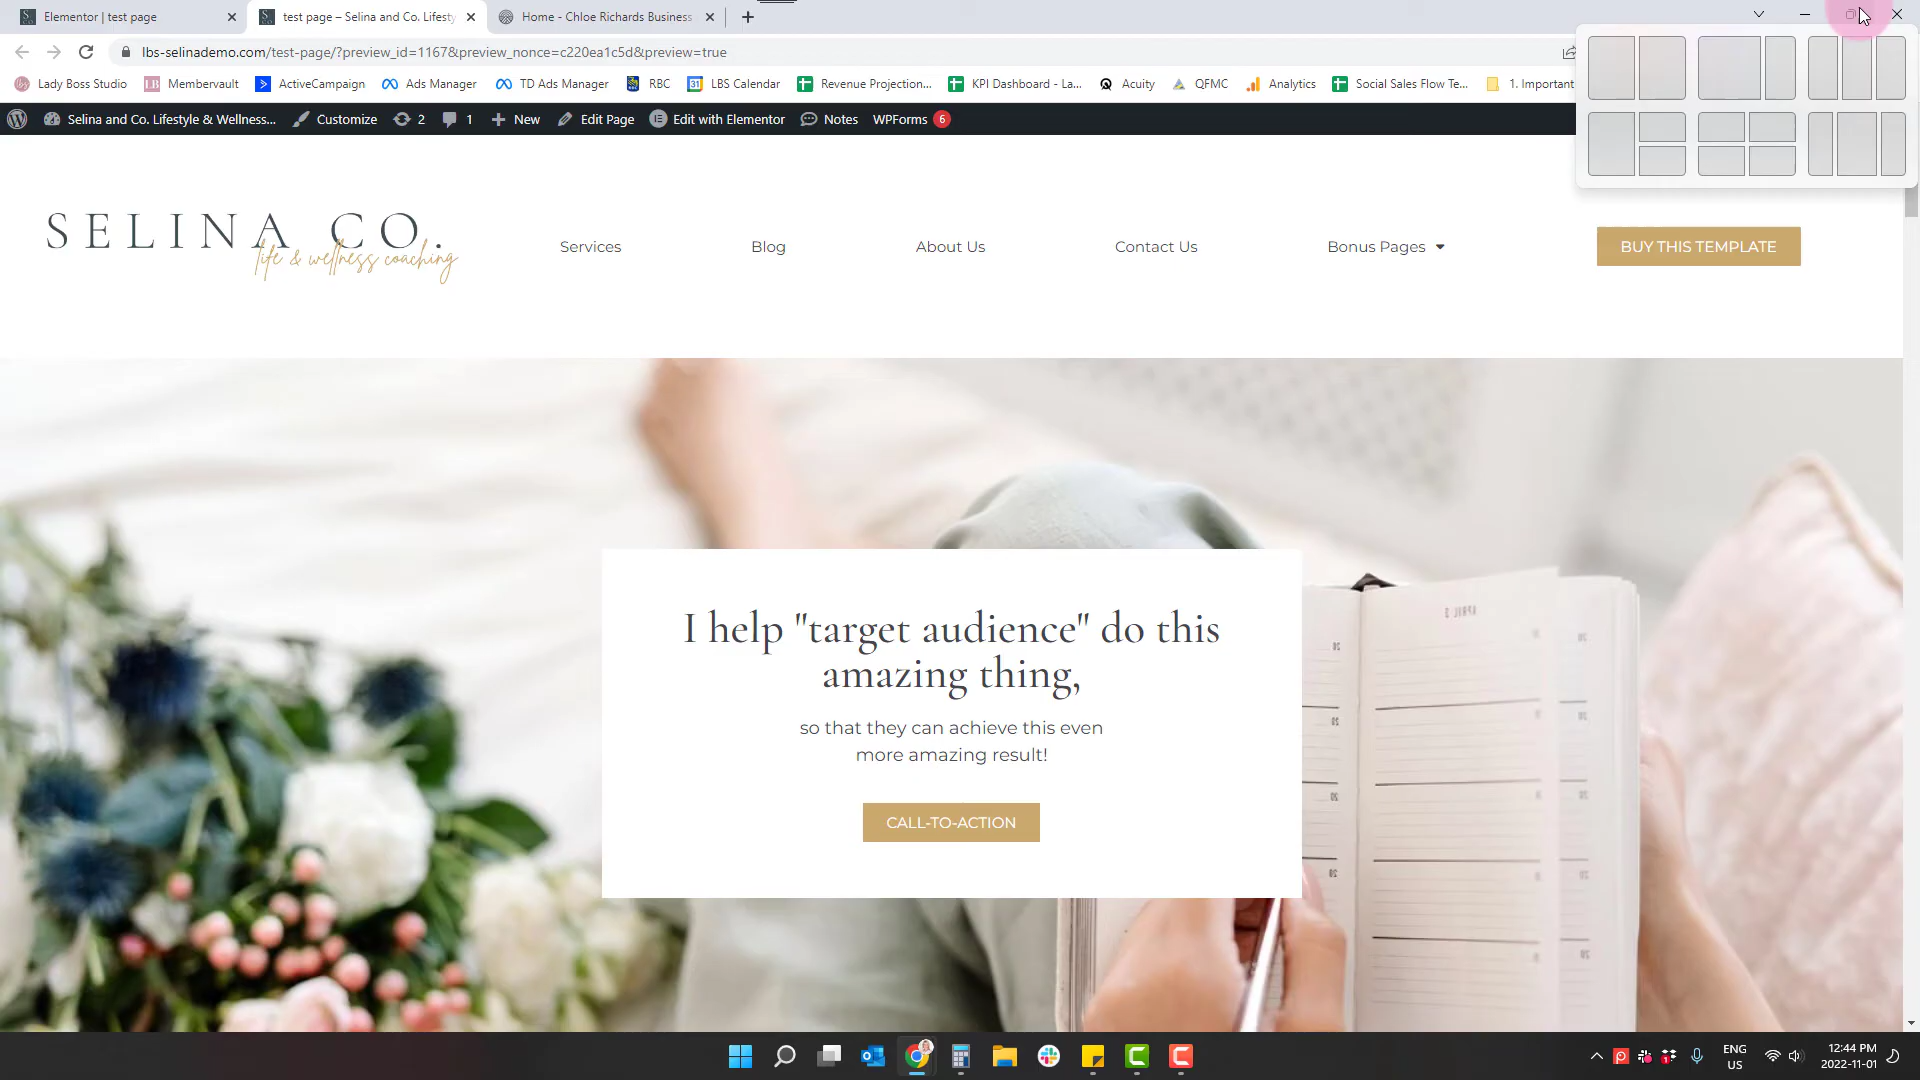 Elementor | test page
test page – Selina and Co. Lifesty
Home - Chloe Richards Business
lbs-selinademo.com/test-page/?preview_id=1167&preview_nonce=c220ea1c5d&preview=true
Lady Boss Studio
Membervault
ActiveCampaign
Ads Manager
TD Ads Manager
RBC
LBS Calendar
Revenue Projection...
KPI Dashboard - La...
Acuity
QFMC
Analytics
Social Sales Flow Te...
1. Important
Selina and Co. Lifestyle & Wellness...
Customize
2
1
New
Edit Page
Edit with Elementor
Notes
WPForms 6
SELINA CO.
life & wellness coaching
Services
Blog
About Us
Contact Us
Bonus Pages
BUY THIS TEMPLATE
I help "target audience" do this
amazing thing,
so that they can achieve this even
more amazing result!
CALL-TO-ACTION
ENG
US
12:44 PM
2022-11-01